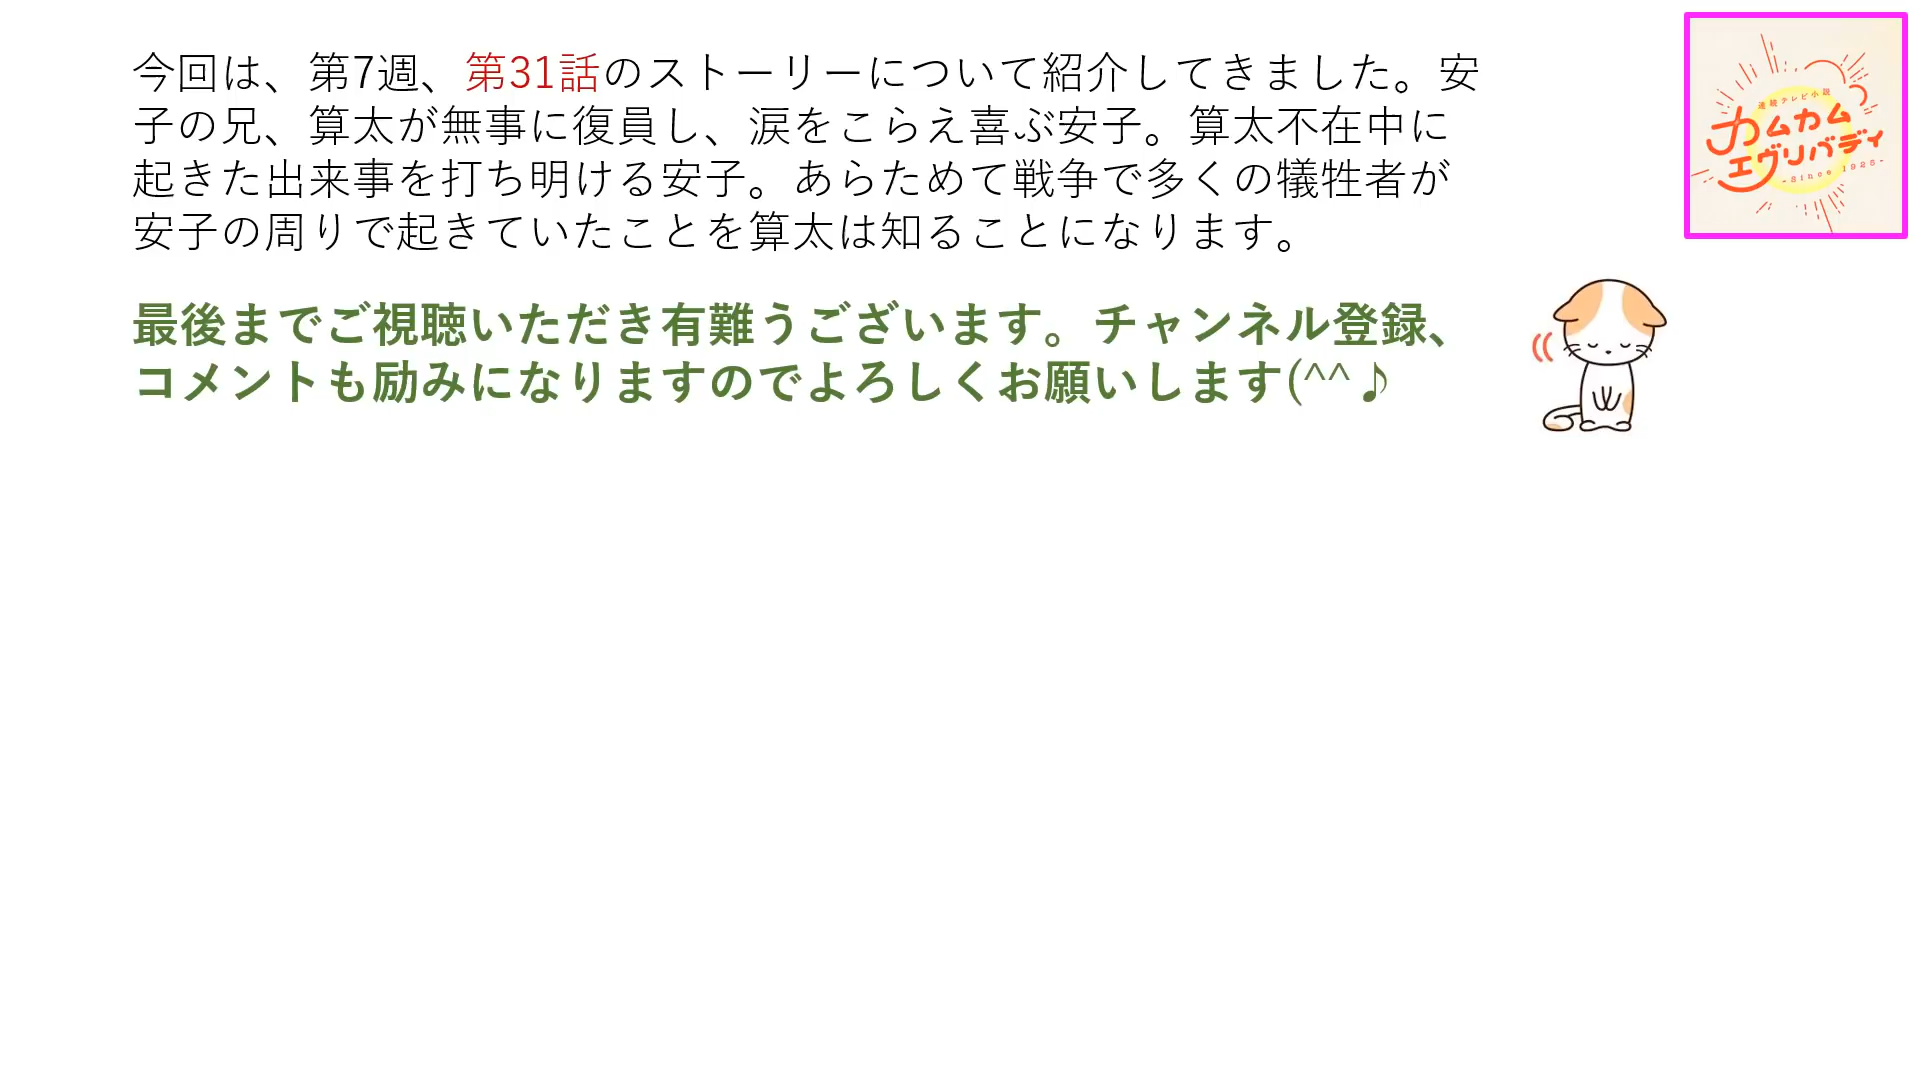 今回は、第7週、第31話のストーリーについて紹介してきました。安
子の兄、算太が無事に復員し、涙をこらえ喜ぶ安子。算太不在中に
起きた出来事を打ち明ける安子。あらためて戦争で多くの犠牲者が
安子の周りで起きていたことを算太は知ることになります。
最後までご視聴いただき有難うございます。チャンネル登録、
コメントも励みになりますのでよろしくお願いします(^^♪
連続テレビ小説
カムカム
エヴリバディ
-Since 1925-